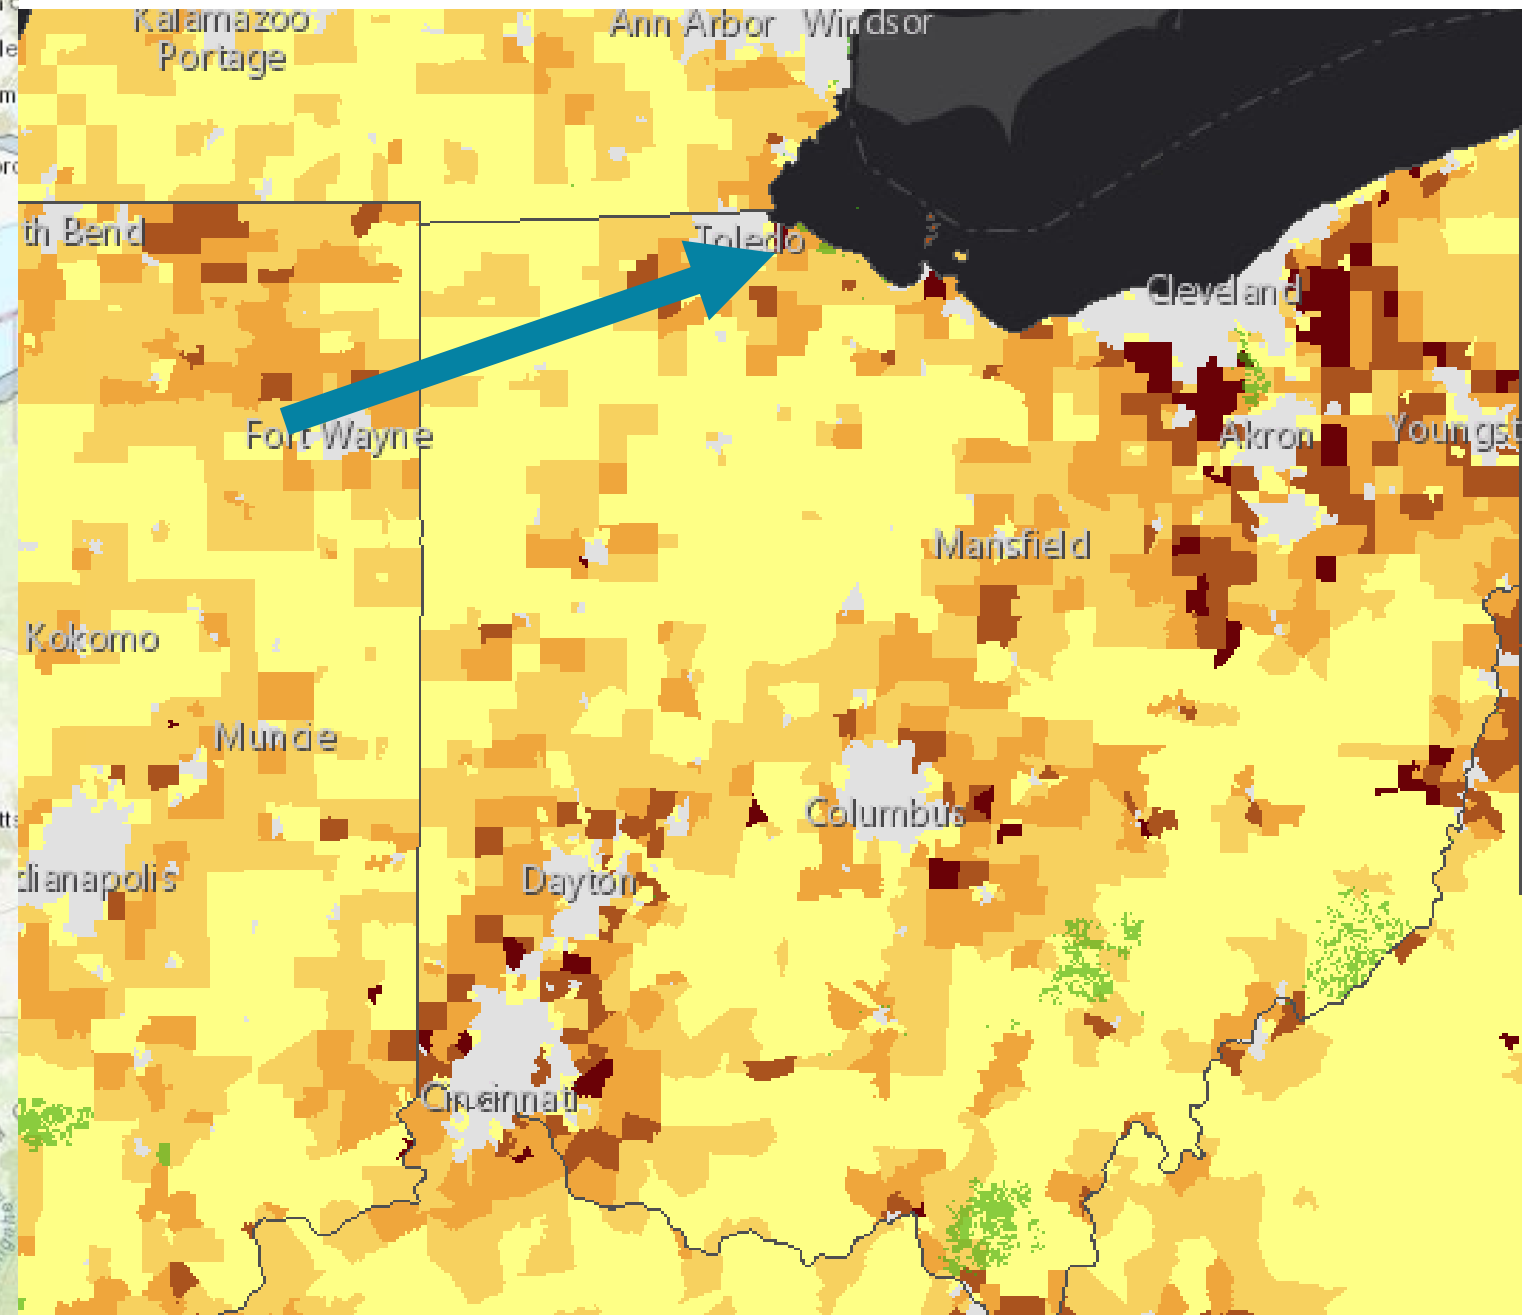 Kalamazoo
Portage
Ann Arbor
Windsor
th Bend
Toledo
Cleveland
Fort Wayne
Akron
Youngst
Mansfield
Kokomo
Muncie
Columbus
dianapolis
Dayton
Cincinnati